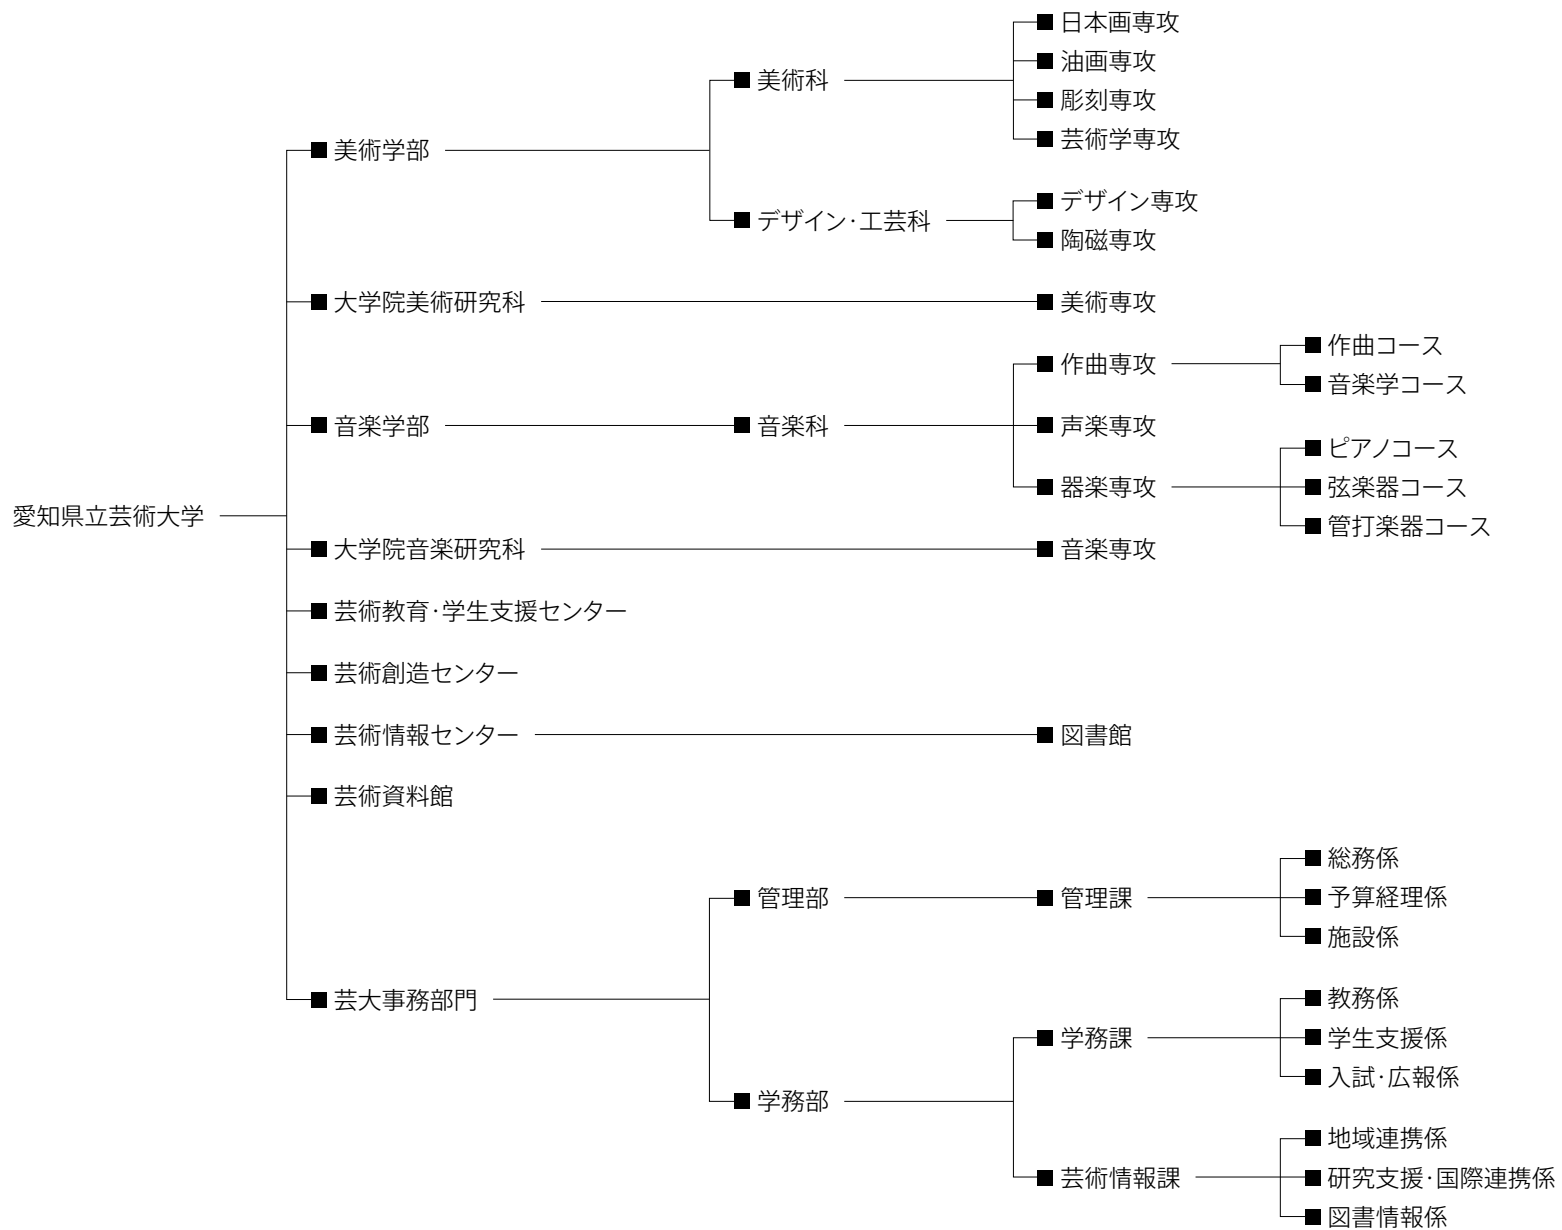 愛知県立芸術大学
■ 美術学部
■ 美術科
■ 日本画専攻
■ 油画専攻
■ 彫刻専攻
■ 芸術学専攻
■ デザイン・工芸科
■ デザイン専攻
■ 陶磁専攻
■ 大学院美術研究科
■ 美術専攻
■ 音楽学部
■ 音楽科
■ 作曲専攻
■ 作曲コース
■ 音楽学コース
■ 声楽専攻
■ 器楽専攻
■ ピアノコース
■ 弦楽器コース
■ 管打楽器コース
■ 大学院音楽研究科
■ 音楽専攻
■ 芸術教育・学生支援センター
■ 芸術創造センター
■ 芸術情報センター
■ 図書館
■ 芸術資料館
■ 芸大事務部門
■ 管理部
■ 管理課
■ 総務係
■ 予算経理係
■ 施設係
■ 学務部
■ 学務課
■ 教務係
■ 学生支援係
■ 入試・広報係
■ 芸術情報課
■ 地域連携係
■ 研究支援・国際連携係
■ 図書情報係